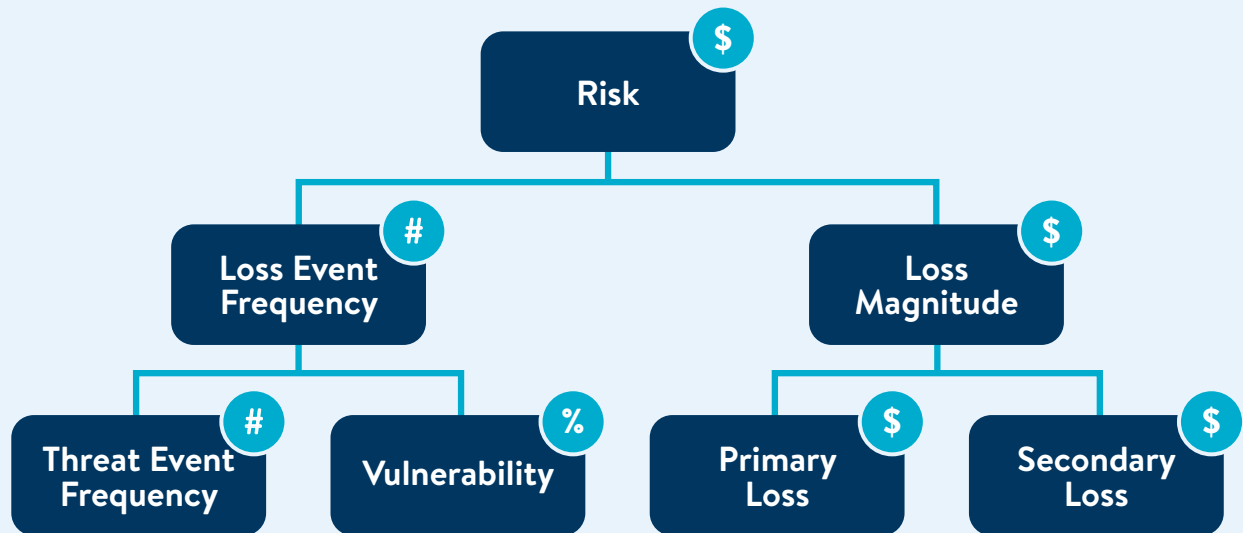 $
Risk
#
Loss Event
Frequency
$
Loss
Magnitude
#
Threat Event
Frequency
%
Vulnerability
$
Primary
Loss
$
Secondary
Loss